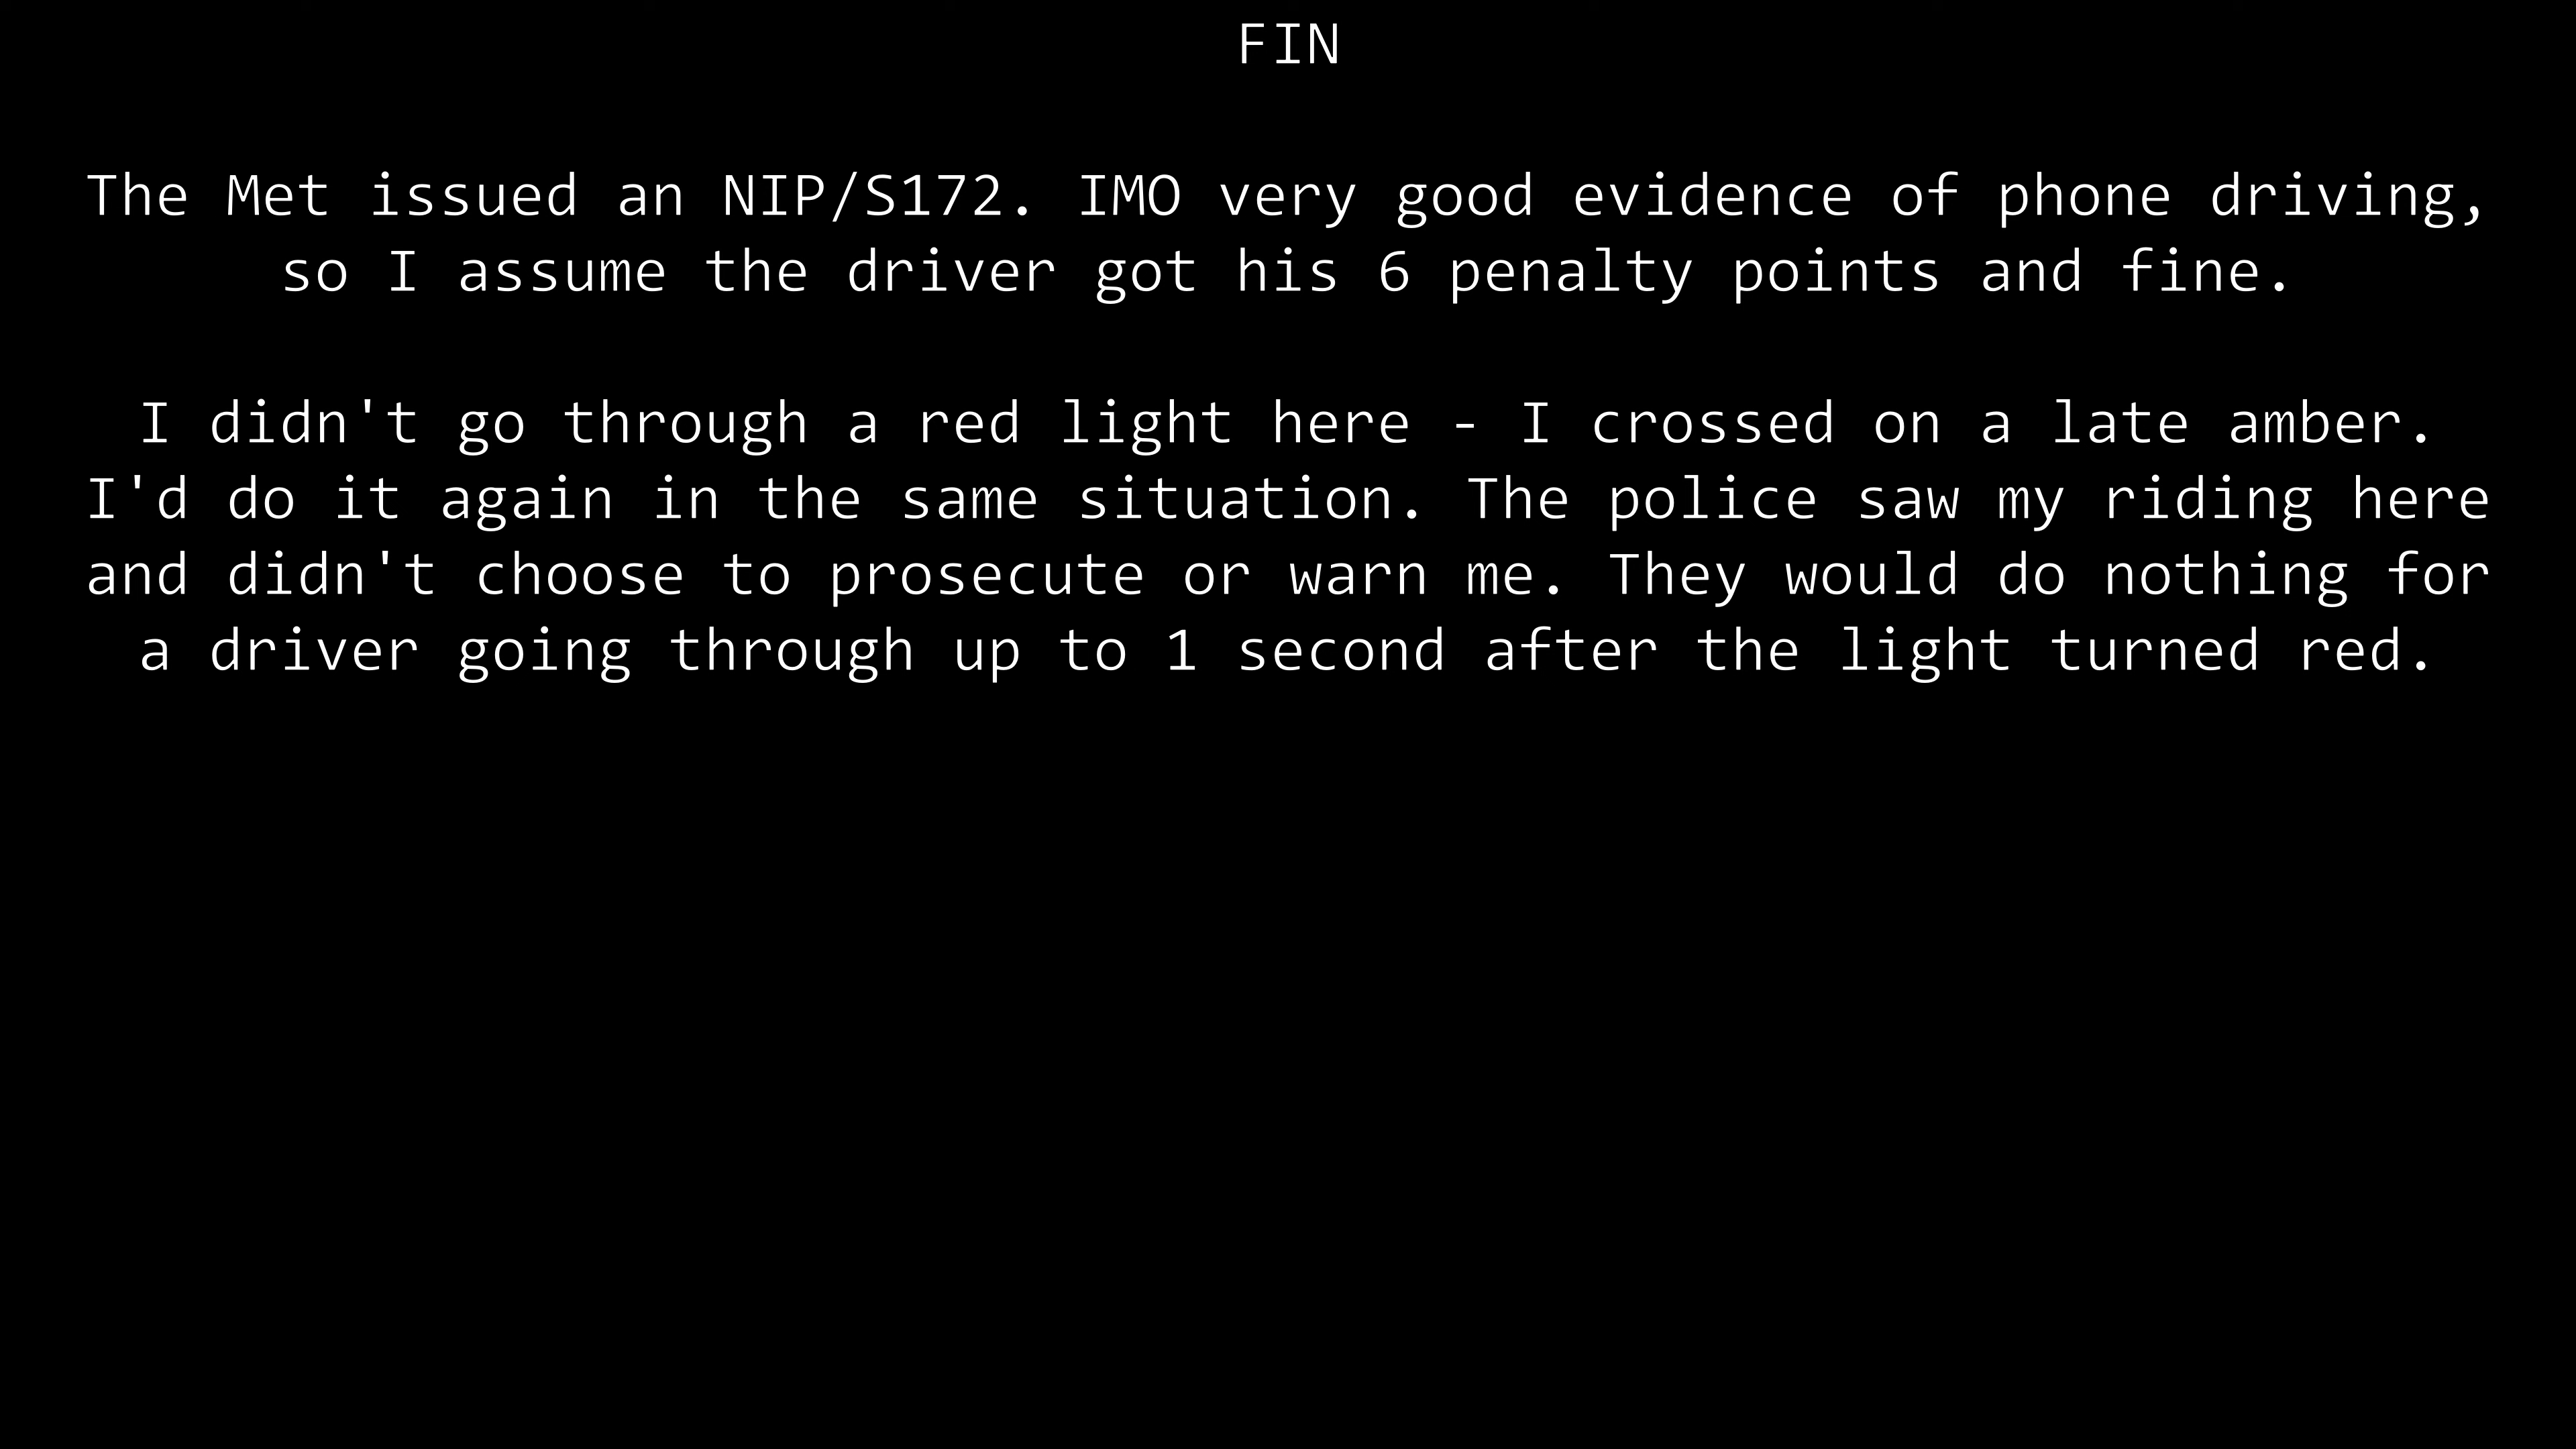 FIN
The Met issued an NIP/S172. IMO very good evidence of phone driving,
so I assume the driver got his 6 penalty points and fine.
I didn't go through a red light here - I crossed on a late amber.
I'd do it again in the same situation. The police saw my riding here
and didn't choose to prosecute or warn me. They would do nothing for
a driver going through up to 1 second after the light turned red.